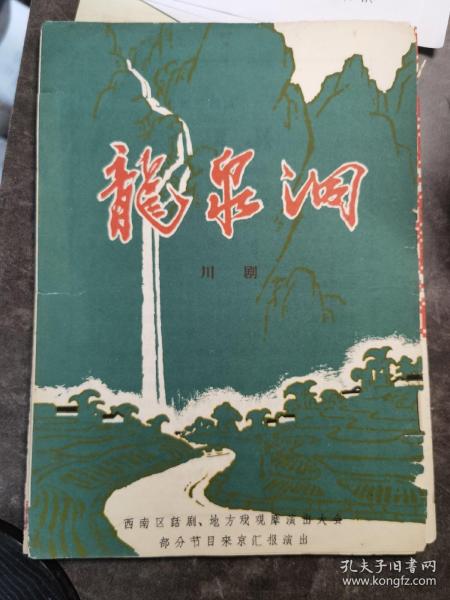 龍泉洞
川剧
西南区話剧、地方戏观摩演出大会
部分节目来京汇报演出
孔夫子旧书网
www.kongfz.com